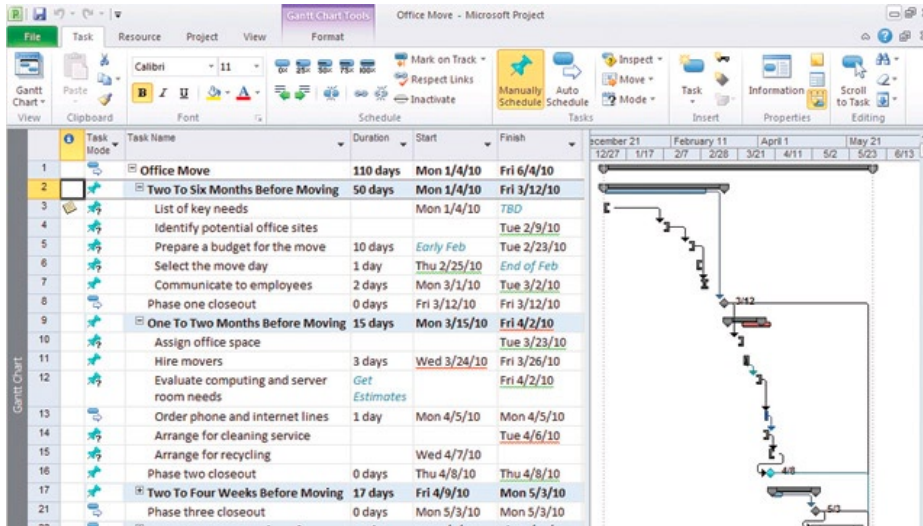 Gantt Chart Tools
Office Move - Microsoft Project
File Task Resource Project View Format
Gantt Chart
Paste
Calibri 11
B I U A
0% 25% 50% 75% 100%
Mark on Track
Respect Links
Inactivate
Manually Schedule
Auto Schedule
Inspect
Move
Mode
Task
Information
Scroll to Task
View Clipboard Font Schedule Tasks Insert Properties Editing
Task Mode Task Name Duration Start Finish
December 21 February 11 April 1 May 21
12/27 1/17 2/7 2/28 3/21 4/11 5/2 5/23 6/13
1 Office Move 110 days Mon 1/4/10 Fri 6/4/10
2 Two To Six Months Before Moving 50 days Mon 1/4/10 Fri 3/12/10
3 List of key needs Mon 1/4/10 TBD
4 Identify potential office sites Tue 2/9/10
5 Prepare a budget for the move 10 days Early Feb Tue 2/23/10
6 Select the move day 1 day Thu 2/25/10 End of Feb
7 Communicate to employees 2 days Mon 3/1/10 Tue 3/2/10
8 Phase one closeout 0 days Fri 3/12/10 Fri 3/12/10 3/12
9 One To Two Months Before Moving 15 days Mon 3/15/10 Fri 4/2/10
10 Assign office space Tue 3/23/10
11 Hire movers 3 days Wed 3/24/10 Fri 3/26/10
12 Evaluate computing and server room needs Get Estimates Fri 4/2/10
13 Order phone and internet lines 1 day Mon 4/5/10 Mon 4/5/10
14 Arrange for cleaning service Tue 4/6/10
15 Arrange for recycling Wed 4/7/10
16 Phase two closeout 0 days Thu 4/8/10 Thu 4/8/10 4/8
17 Two To Four Weeks Before Moving 17 days Fri 4/9/10 Mon 5/3/10
21 Phase three closeout 0 days Mon 5/3/10 Mon 5/3/10 5/3
Gantt Chart